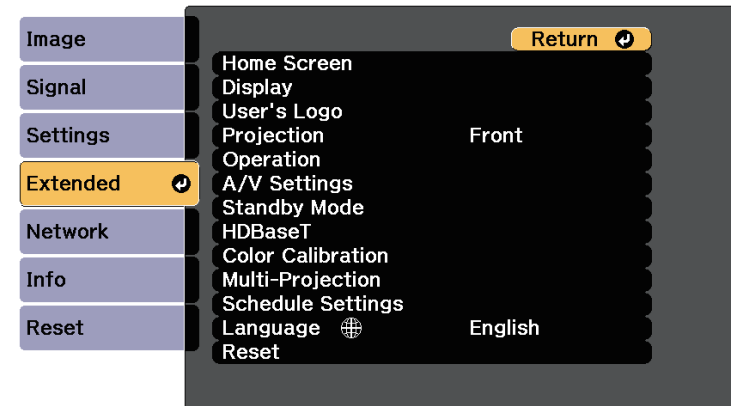 Image
Signal
Settings
Extended
Network
Info
Reset
Return
Home Screen
Display
User's Logo
Projection Front
Operation
A/V Settings
Standby Mode
HDBaseT
Color Calibration
Multi-Projection
Schedule Settings
Language English
Reset